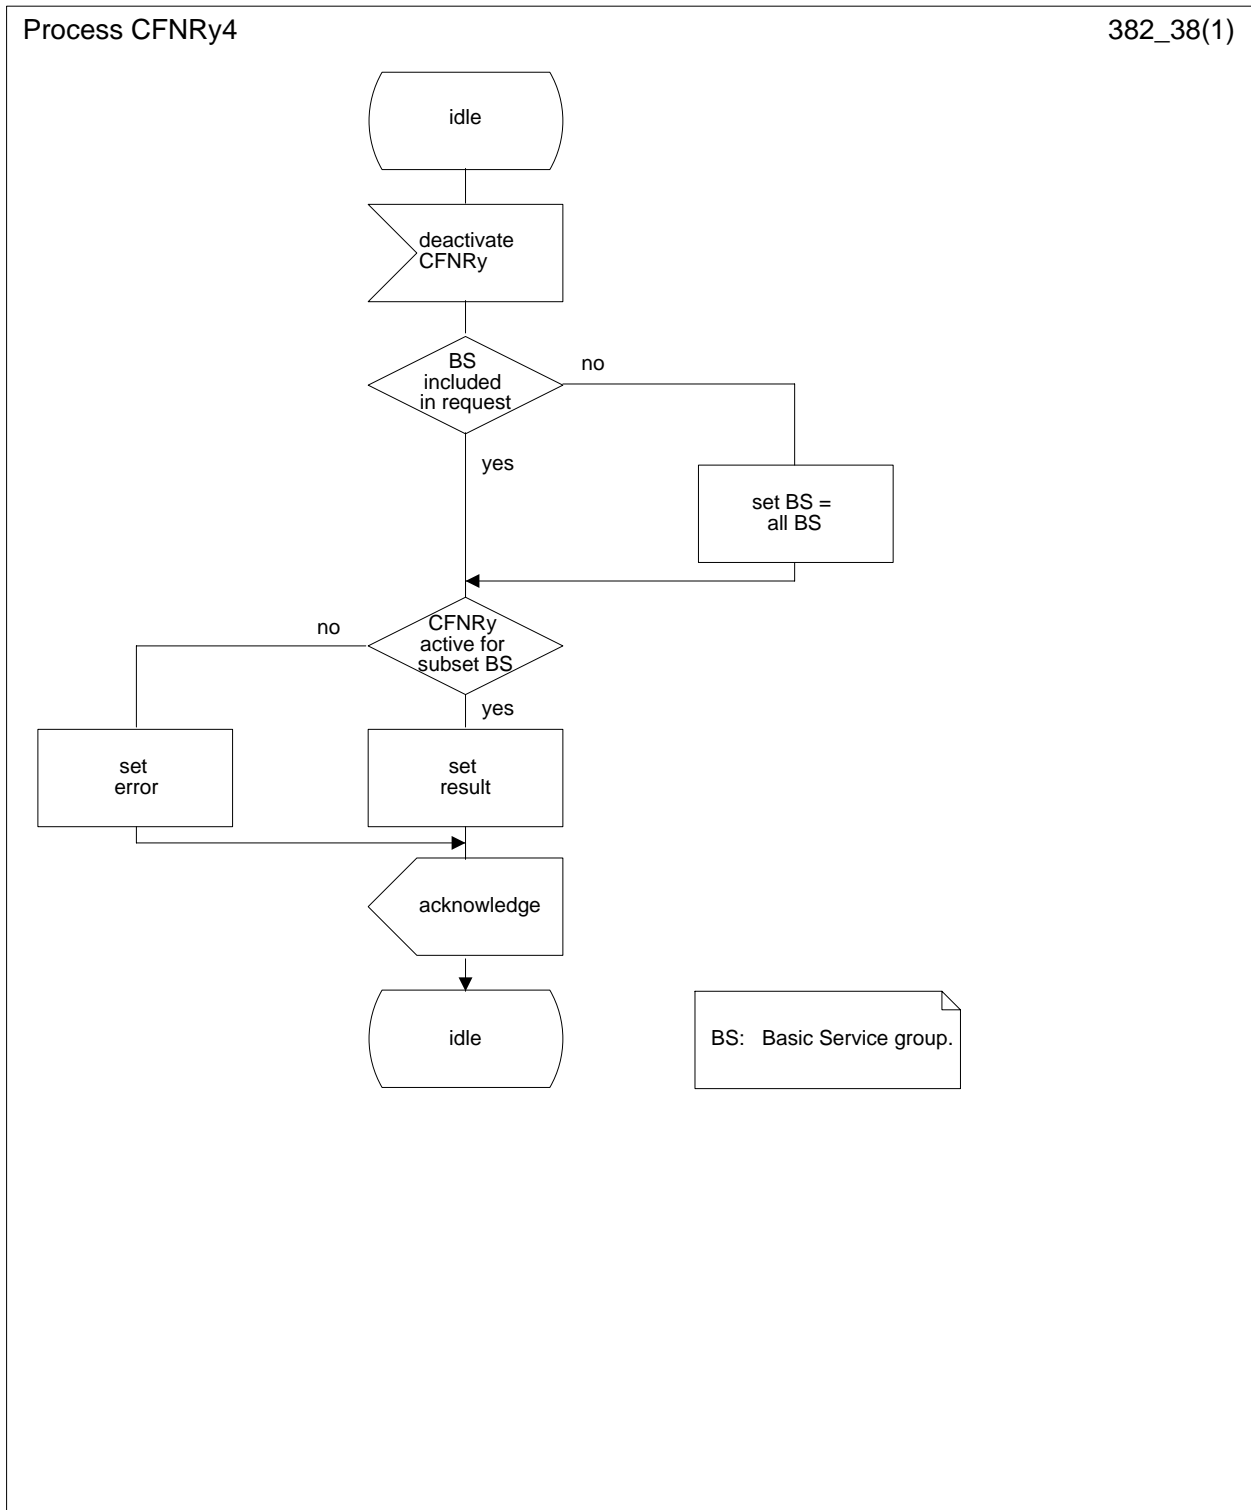 Process CFNRy4
382_38(1)
idle
deactivate
CFNRy
BS
included
in request
no
yes
set BS =
all BS
CFNRy
active for
subset BS
no
yes
set
error
set
result
acknowledge
idle
BS: Basic Service group.